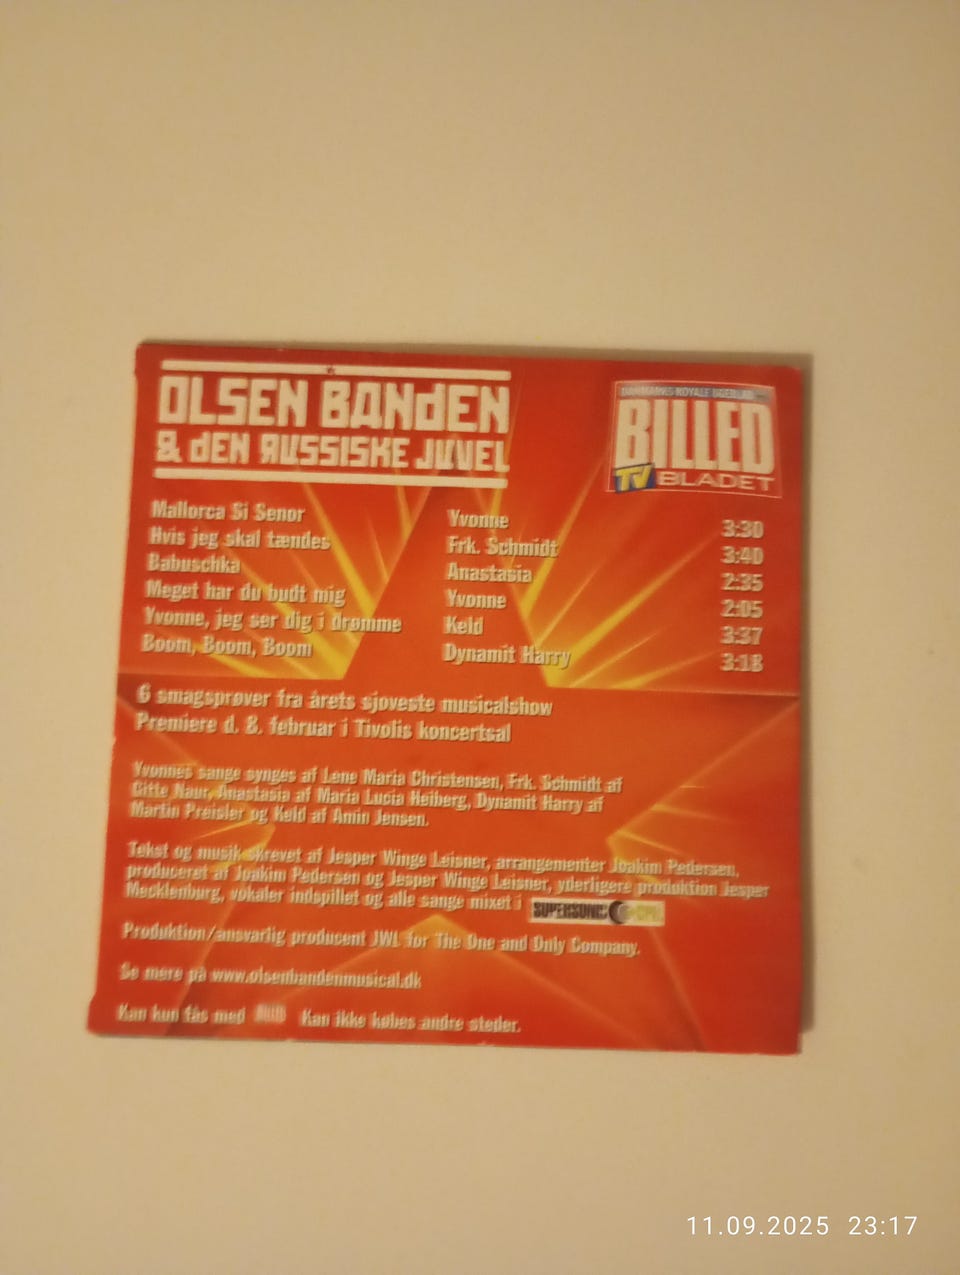 OLSEN BANDEN
& DEN RUSSISKE JUVEL
DANMARKS ROYALE
BILLED
TV BLADET
Mallorca Si Senor Yvonne 3:30
Hvis jeg skal tændes Frk. Schmidt 3:40
Babuschka Anastasia 2:35
Meget har du budt mig Yvonne 2:05
Yvonne, jeg ser dig i drømme Keld 3:37
Boom, Boom, Boom Dynamit Harry 3:18
6 smagsprøver fra årets sjoveste musicalshow
Premiere d. 8. februar i Tivolis koncertsal
Yvonnes sange synges af Lene Maria Christensen, Frk. Schmidt af
Gitte Naur, Anastasia af Maria Lucia Heiberg, Dynamit Harry af
Martin Preisler og Keld af Amin Jensen.
Tekst og musik skrevet af Jesper Winge Leisner, arrangementer Joakim Pedersen,
produceret af Joakim Pedersen og Jesper Winge Leisner, yderligere produktion Jesper
Mecklenburg, vokaler indspillet og alle sange mixet i SUPERSONIC
Produktion/ansvarlig producent JWL for The One and Only Company.
Se mere på www.olsenbandenmusical.dk
Kan kun fås med BILLED Kan ikke købes andre steder.
11.09.2025 23:17